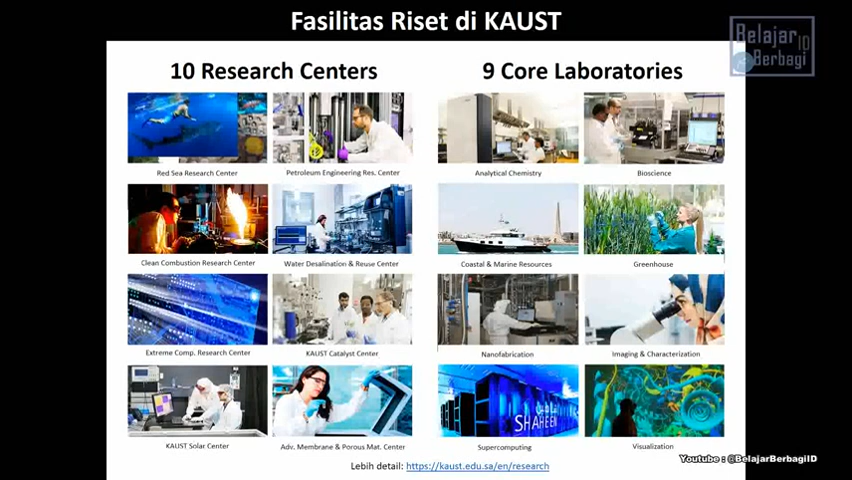 Fasilitas Riset di KAUST
Belajar ID
Berbagi
10 Research Centers
9 Core Laboratories
Red Sea Research Center
Petroleum Engineering Res. Center
Analytical Chemistry
Bioscience
Clean Combustion Research Center
Water Desalination & Reuse Center
Coastal & Marine Resources
Greenhouse
Extreme Comp. Research Center
KAUST Catalyst Center
Nanofabrication
Imaging & Characterization
SHAHEEN
KAUST Solar Center
Adv. Membrane & Porous Mat. Center
Supercomputing
Visualization
Lebih detail: https://kaust.edu.sa/en/research
Youtube : @BelajarBerbagiID